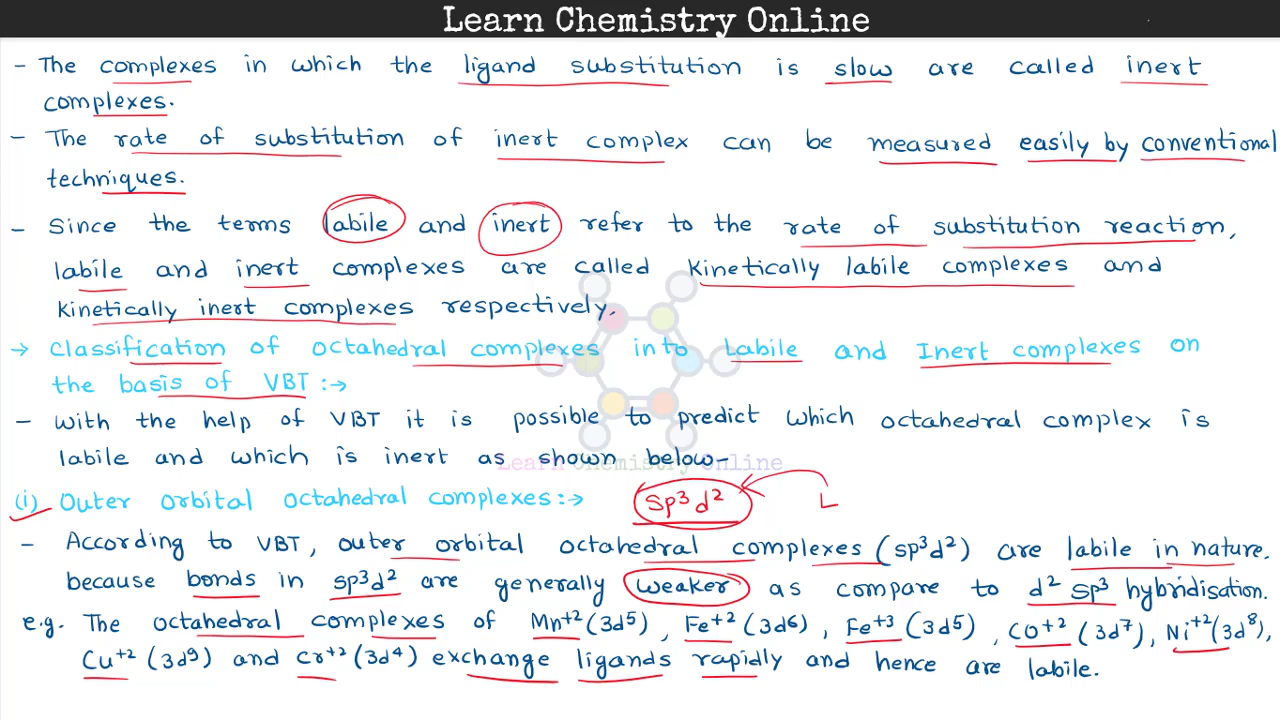 Learn Chemistry Online
- The complexes in which the ligand substitution is slow are called inert
complexes.
- The rate of substitution of inert complex can be measured easily by conventional
techniques.
- Since the terms labile and inert refer to the rate of substitution reaction,
labile and inert complexes are called Kinetically labile complexes and
Kinetically inert complexes respectively.
→ Classification of octahedral complexes into Labile and Inert complexes on
the basis of VBT :→
- With the help of VBT it is possible to predict which octahedral complex is
labile and which is inert as shown below-
Learn Chemistry Online
(i) Outer orbital octahedral complexes :→ sp³d² L
- According to VBT, outer orbital octahedral complexes (sp³d²) are labile in nature.
because bonds in sp³d² are generally weaker as compare to d²sp³ hybridisation.
e.g. The octahedral complexes of Mn⁺² (3d⁵), Fe⁺² (3d⁶), Fe⁺³ (3d⁵), CO⁺² (3d⁷), Ni⁺² (3d⁸),
Cu⁺² (3d⁹) and Cr⁺² (3d⁴) exchange ligands rapidly and hence are labile.